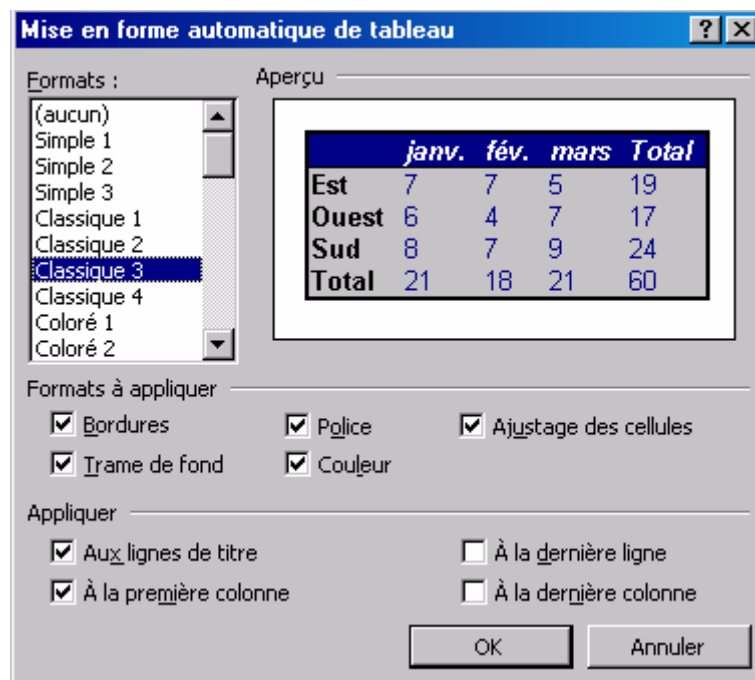 Mise en forme automatique de tableau
Formats :
(aucun)
Simple 1
Simple 2
Simple 3
Classique 1
Classique 2
Classique 3
Classique 4
Coloré 1
Coloré 2
Aperçu
janv. fév. mars Total
Est 7 7 5 19
Ouest 6 4 7 17
Sud 8 7 9 24
Total 21 18 21 60
Formats à appliquer
Bordures Police Ajustage des cellules
Trame de fond Couleur
Appliquer
Aux lignes de titre À la dernière ligne
À la première colonne À la dernière colonne
OK Annuler